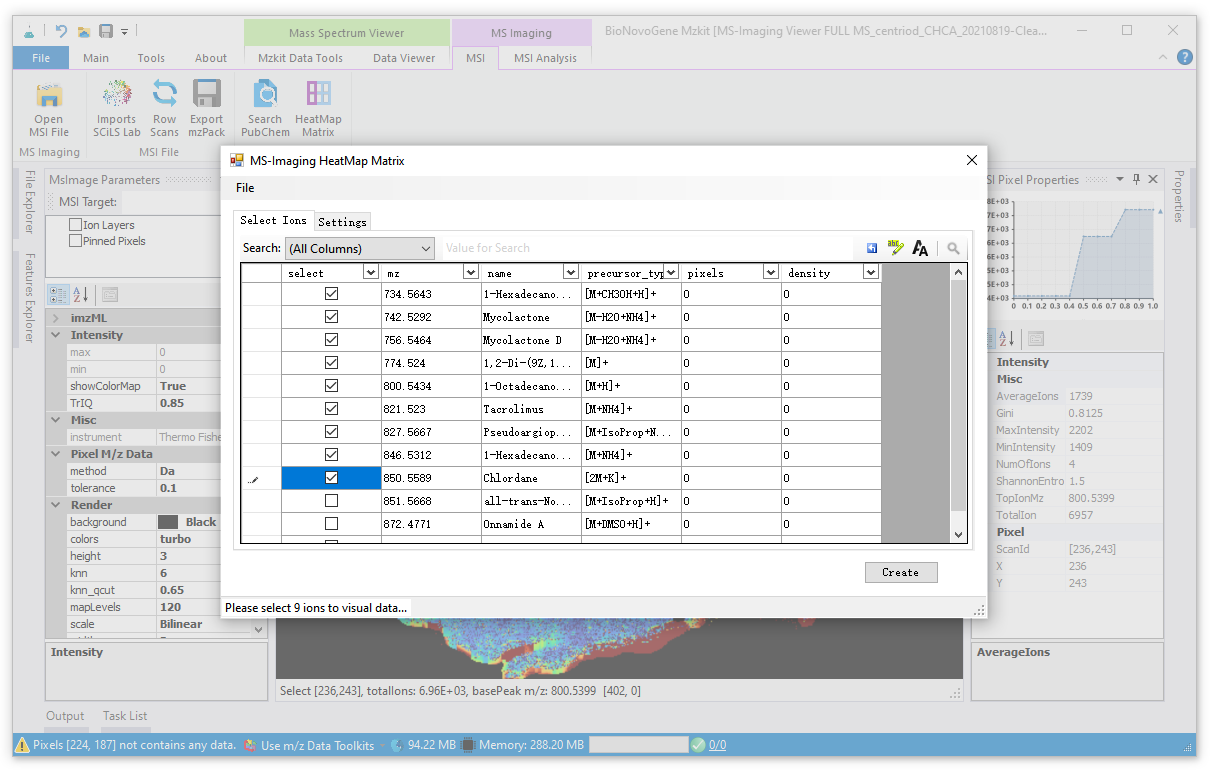 Mass Spectrum Viewer
MS Imaging
BioNovoGene Mzkit [MS-Imaging Viewer FULL MS_centriod_CHCA_20210819-Clea...
File
Main
Tools
About
Mzkit Data Tools
Data Viewer
MSI
MSI Analysis
Open
MSI File
Imports
SCiLS Lab
Row
Scans
Export
mzPack
Search
PubChem
HeatMap
Matrix
MS Imaging
MSI File
File Explorer
Features Explorer
MsImage Parameters
MSI Target:
Ion Layers
Pinned Pixels
imzML
Intensity
max 0
min 0
showColorMap True
TrIQ 0.85
Misc
instrument Thermo Fishe
Pixel M/z Data
method Da
tolerance 0.1
Render
background Black
colors turbo
height 3
knn 6
knn_qcut 0.65
mapLevels 120
scale Bilinear
Intensity
Output
Task List
MS-Imaging HeatMap Matrix
File
Select Ions
Settings
Search: (All Columns) Value for Search
select mz name precursor_typ pixels density
734.5643 1-Hexadecano... [M+CH3OH+H]+ 0 0
742.5292 Mycolactone [M-H2O+NH4]+ 0 0
756.5464 Mycolactone D [M-H2O+NH4]+ 0 0
774.524 1,2-Di-(9Z,1... [M]+ 0 0
800.5434 1-Octadecano... [M+H]+ 0 0
821.523 Tacrolimus [M+NH4]+ 0 0
827.5667 Pseudoargiop... [M+IsoProp+N... 0 0
846.5312 1-Hexadecano... [M+NH4]+ 0 0
850.5589 Chlordane [2M+K]+ 0 0
851.5668 all-trans-No... [M+IsoProp+H]+ 0 0
872.4771 Onnamide A [M+DMSO+H]+ 0 0
Create
Please select 9 ions to visual data...
SI Pixel Properties
Properties
8E+03
7E+03
6E+03
5E+03
4E+03
0 0.1 0.2 0.3 0.4 0.5 0.6 0.7 0.8 0.9 1.0
Intensity
Misc
AverageIons 1739
Gini 0.8125
MaxIntensity 2202
MinIntensity 1409
NumOfIons 4
ShannonEntro 1.5
TopIonMz 800.5399
TotalIon 6957
Pixel
ScanId [236,243]
X 236
Y 243
AverageIons
Select [236,243], totalIons: 6.96E+03, basePeak m/z: 800.5399 [402, 0]
Pixels [224, 187] not contains any data.
Use m/z Data Toolkits
94.22 MB
Memory: 288.20 MB
0/0